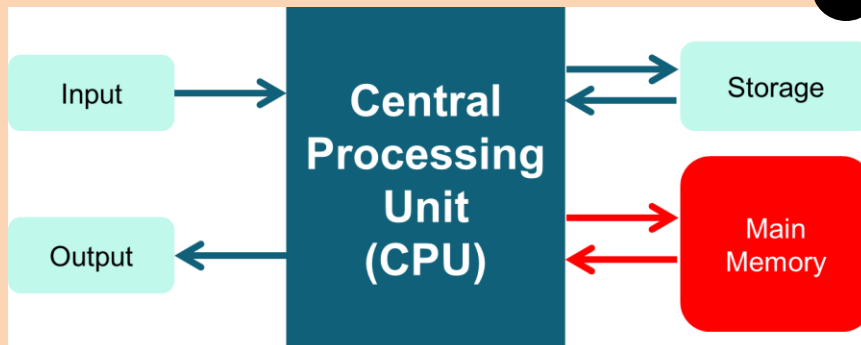 Input
Output
Central
Processing
Unit
(CPU)
Storage
Main
Memory